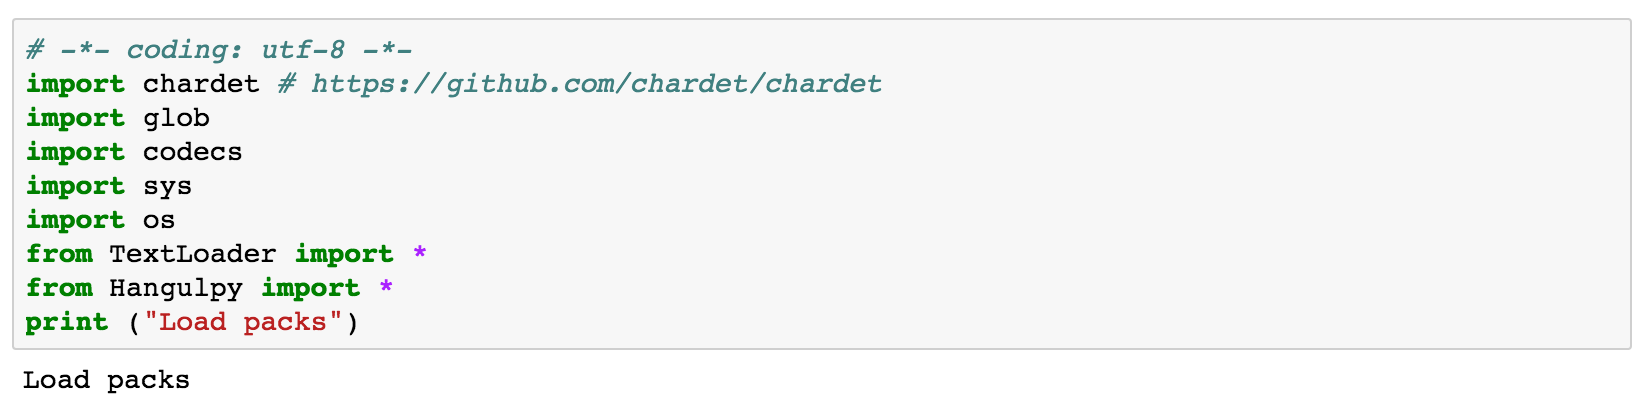 # -*- coding: utf-8 -*-
import chardet # https://github.com/chardet/chardet
import glob
import codecs
import sys
import os
from TextLoader import *
from Hangulpy import *
print ("Load packs")
Load packs